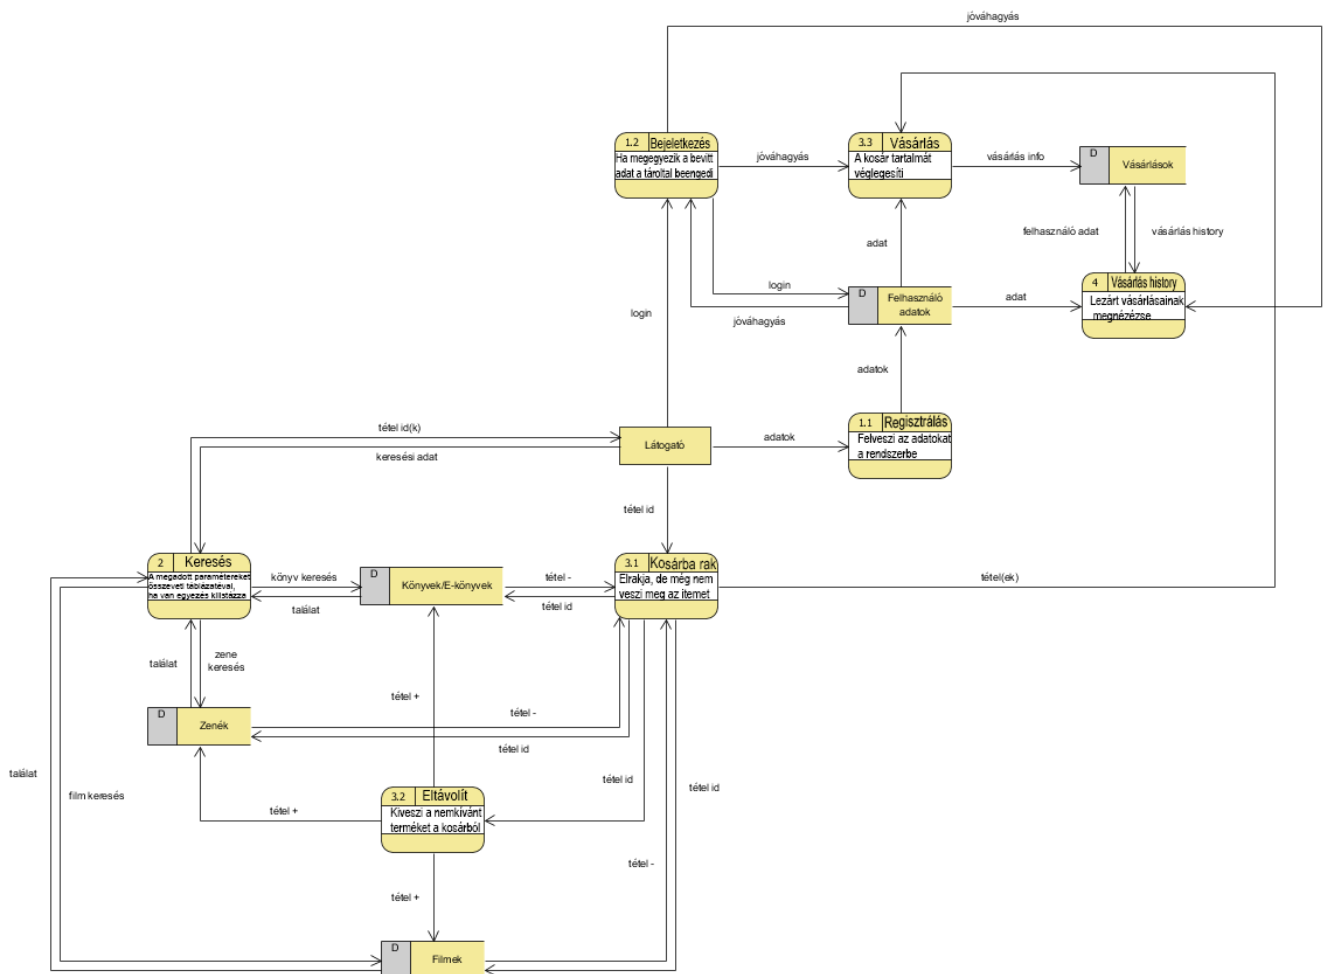 jóváhagyás
1.2 Bejeletkezés
Ha megegyezik a bevitt
adat a tároltal beengedi
jóváhagyás
3.3 Vásárlás
A kosár tartalmát
véglegesíti
vásárlás info
D
Vásárlások
felhasználó adat
vásárlás history
adat
login
login
jóváhagyás
D
Felhasználó
adatok
adat
4 Vásárlás history
Lezárt vásárlásainak
megnézézse
adatok
tétel id(k)
keresési adat
Látogató
adatok
1.1 Regisztrálás
Felveszi az adatokat
a rendszerbe
tétel id
2 Keresés
A megadott paramétereket
összeveti táblázatéval,
ha van egyezés kilistázza
könyv keresés
találat
D
Könyvek/E-könyvek
tétel -
tétel id
3.1 Kosárba rak
Elrakja, de még nem
veszi meg az itemet
tétel(ek)
találat
zene
keresés
tétel +
D
Zenék
tétel -
tétel id
találat
film keresés
tétel id
tétel id
3.2 Eltávolít
Kiveszi a nemkívánt
terméket a kosárból
tétel +
tétel -
tétel +
D
Filmek